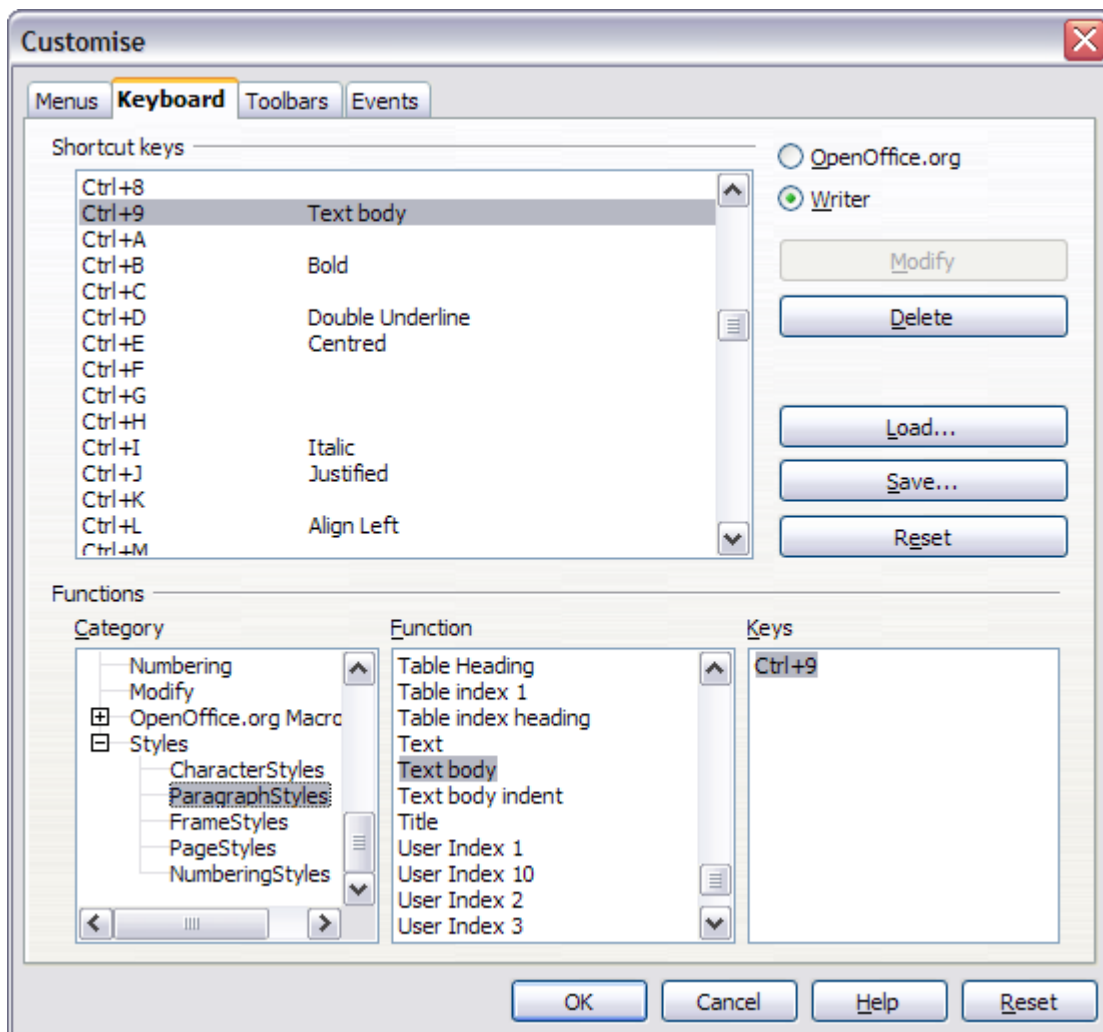 Customise
Menus Keyboard Toolbars Events
Shortcut keys
Ctrl+8
Ctrl+9 Text body
Ctrl+A
Ctrl+B Bold
Ctrl+C
Ctrl+D Double Underline
Ctrl+E Centred
Ctrl+F
Ctrl+G
Ctrl+H
Ctrl+I Italic
Ctrl+J Justified
Ctrl+K
Ctrl+L Align Left
Ctrl+M
OpenOffice.org
Writer
Modify
Delete
Load...
Save...
Reset
Functions
Category
Numbering
Modify
OpenOffice.org Macro
Styles
CharacterStyles
ParagraphStyles
FrameStyles
PageStyles
NumberingStyles
Function
Table Heading
Table index 1
Table index heading
Text
Text body
Text body indent
Title
User Index 1
User Index 10
User Index 2
User Index 3
Keys
Ctrl+9
OK Cancel Help Reset